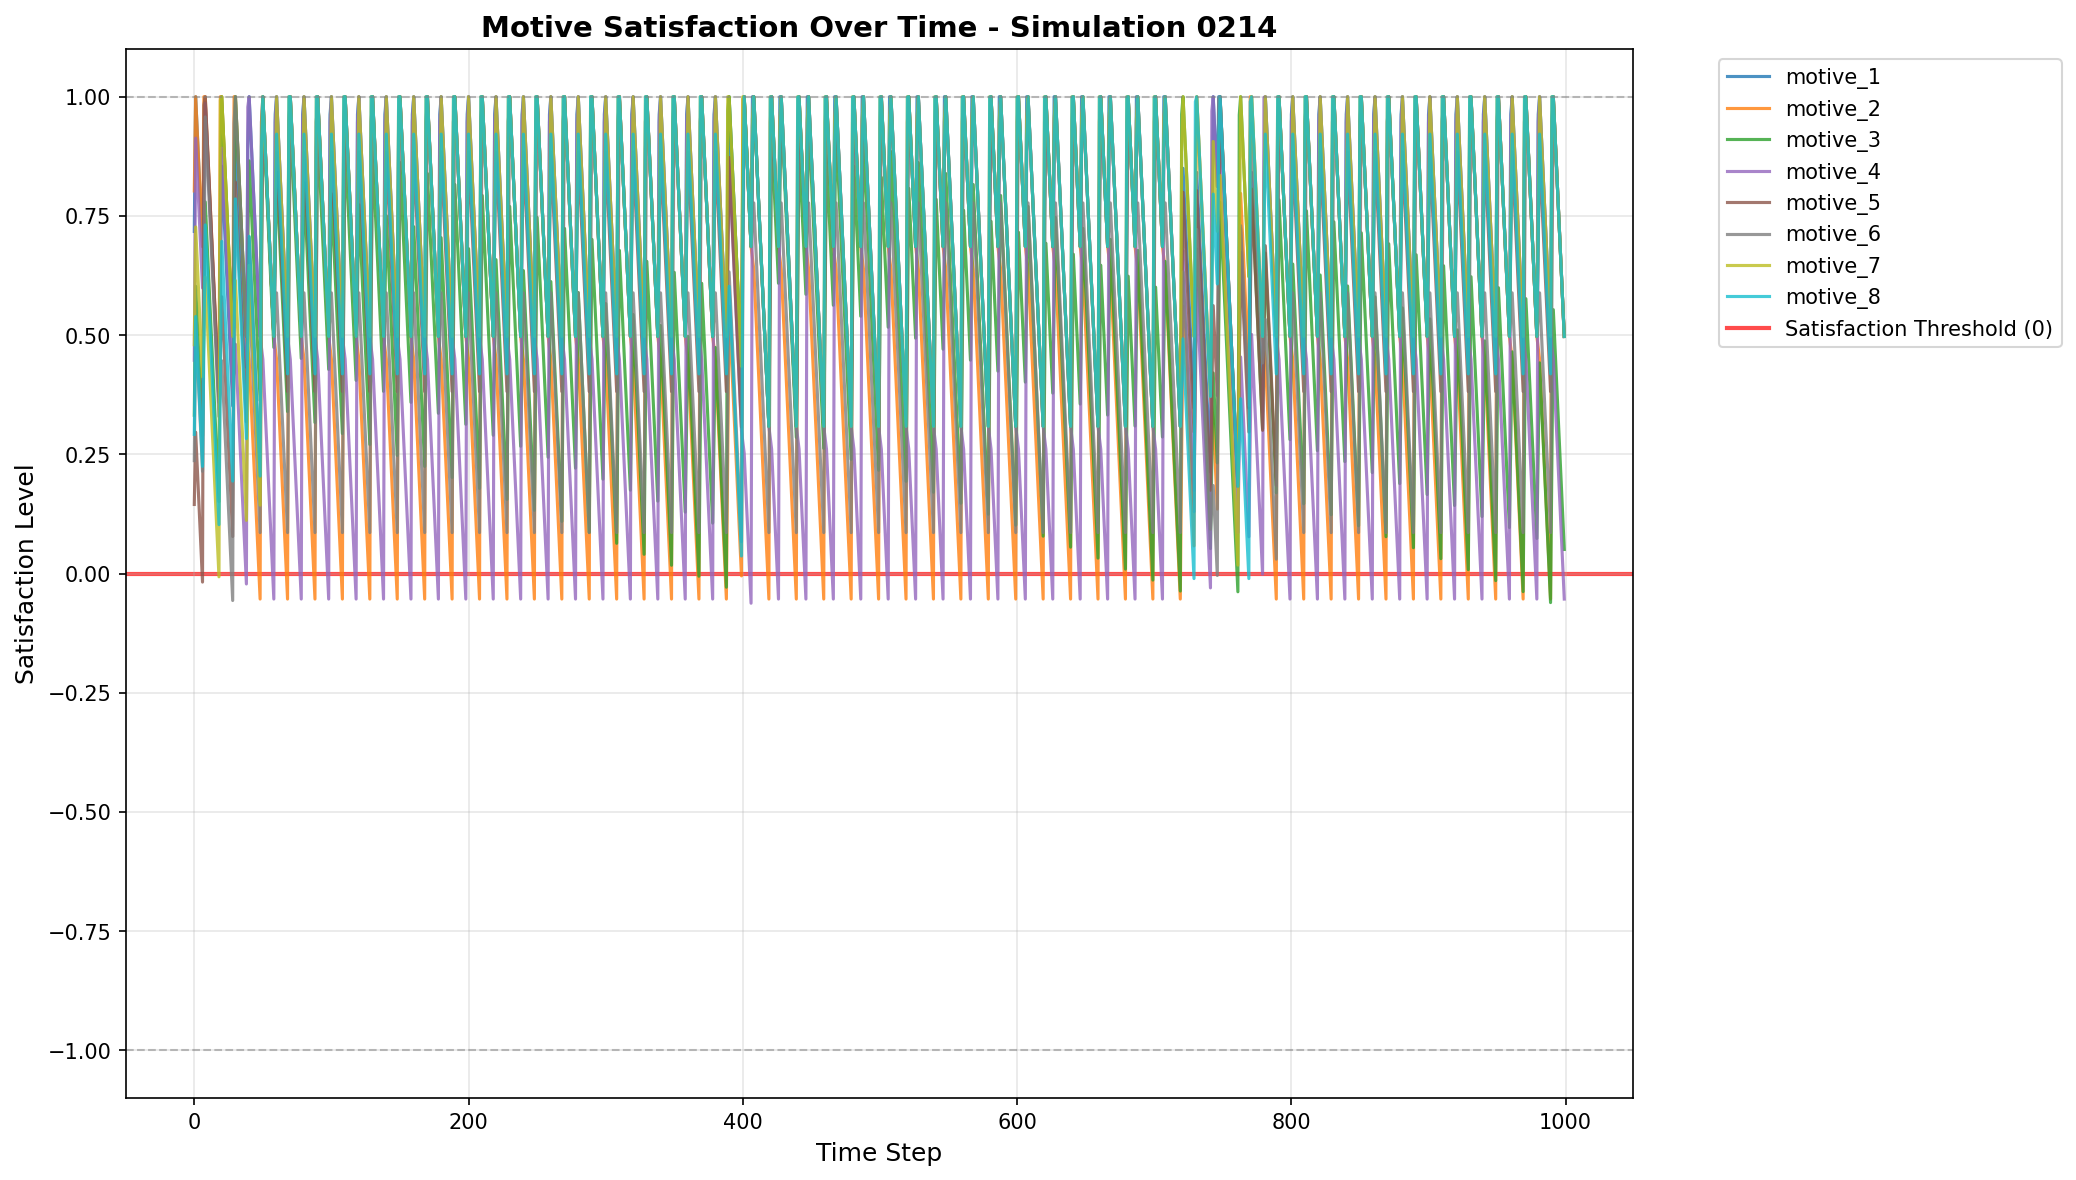 Motive Satisfaction Over Time - Simulation 0214
Satisfaction Level
1.00
0.75
0.50
0.25
0.00
−0.25
−0.50
−0.75
−1.00
0
200
400
600
800
1000
Time Step
motive_1
motive_2
motive_3
motive_4
motive_5
motive_6
motive_7
motive_8
Satisfaction Threshold (0)